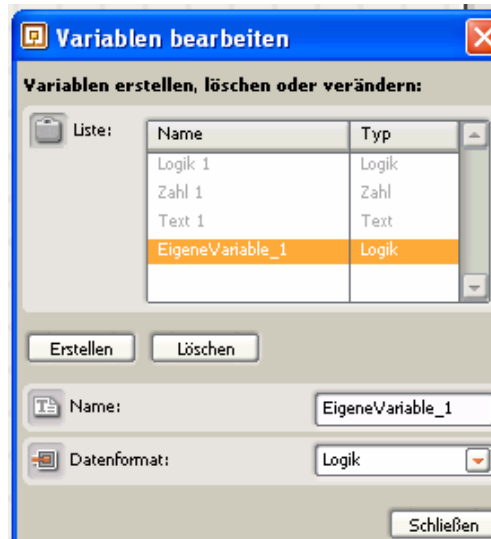 Variablen bearbeiten
Variablen erstellen, löschen oder verändern:
Liste:
Name Typ
Logik 1 Logik
Zahl 1 Zahl
Text 1 Text
EigeneVariable_1 Logik
Erstellen Löschen
Name: EigeneVariable_1
Datenformat: Logik
Schließen